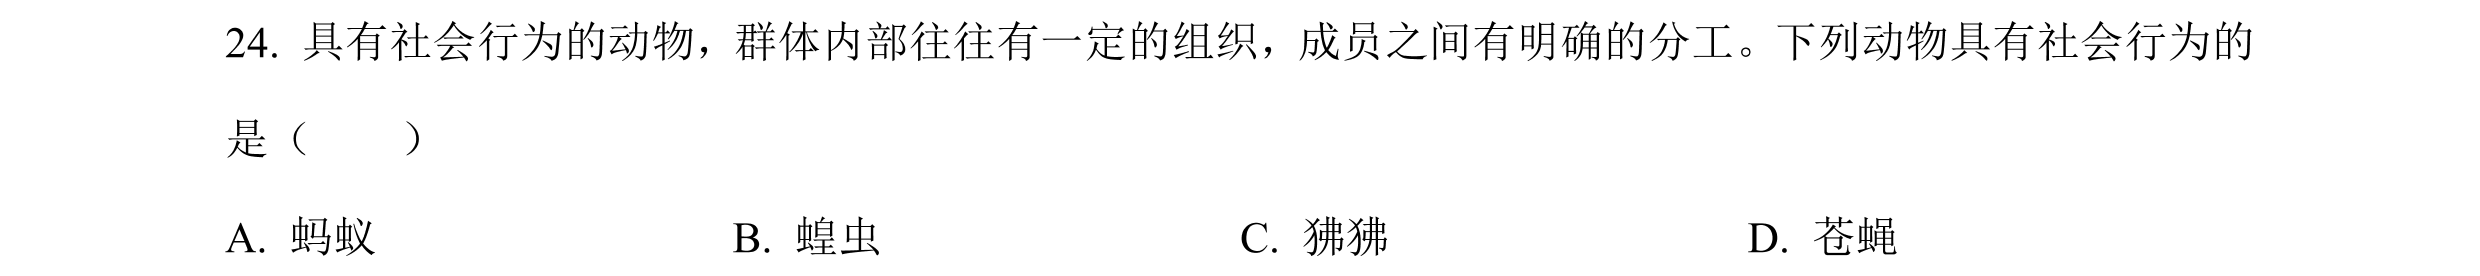 24. 具有社会行为的动物，群体内部往往有一定的组织，成员之间有明确的分工。下列动物具有社会行为的
是（　　）
A. 蚂蚁　　B. 蝗虫　　C. 狒狒　　D. 苍蝇